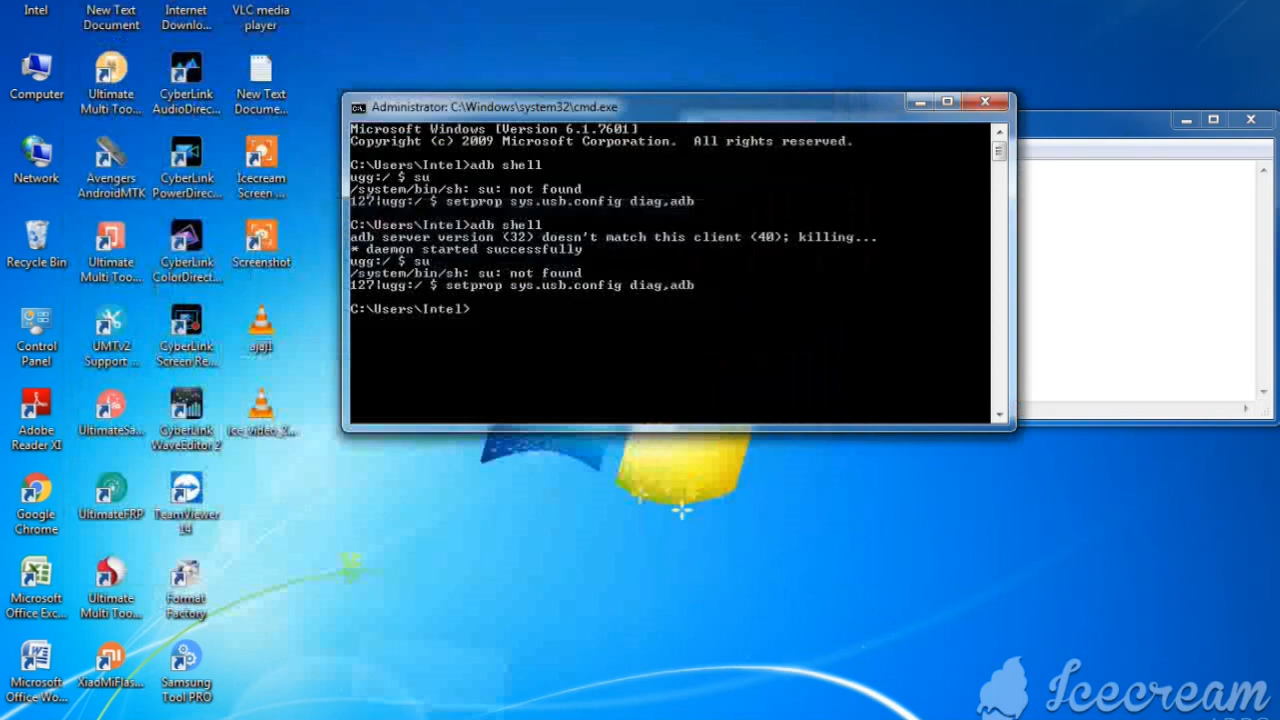 Intel
New Text
Document
Internet
Downlo...
VLC media
player
Computer
Ultimate
Multi Too...
CyberLink
AudioDirec...
New Text
Docume...
Network
Avengers
AndroidMTK
CyberLink
PowerDirec...
Icecream
Screen ...
Recycle Bin
Ultimate
Multi Too...
CyberLink
ColorDirect...
Screenshot
Control
Panel
UMTv2
Support ...
CyberLink
Screen Re...
ajaj1
Adobe
Reader XI
UltimateSa...
CyberLink
WaveEditor 2
Ice_video_2...
Google
Chrome
UltimateFRP
TeamViewer
14
Microsoft
Office Exc...
Ultimate
Multi Too...
Format
Factory
Microsoft
Office Wo...
XiaoMiFlas...
Samsung
Tool PRO
Administrator: C:\Windows\system32\cmd.exe
Microsoft Windows [Version 6.1.7601]
Copyright (c) 2009 Microsoft Corporation.  All rights reserved.
C:\Users\Intel>adb shell
ugg:/ $ su
/system/bin/sh: su: not found
127|ugg:/ $ setprop sys.usb.config diag,adb
C:\Users\Intel>adb shell
adb server version (32) doesn't match this client (40); killing...
* daemon started successfully
ugg:/ $ su
/system/bin/sh: su: not found
127|ugg:/ $ setprop sys.usb.config diag,adb
C:\Users\Intel>
Icecream
APPS